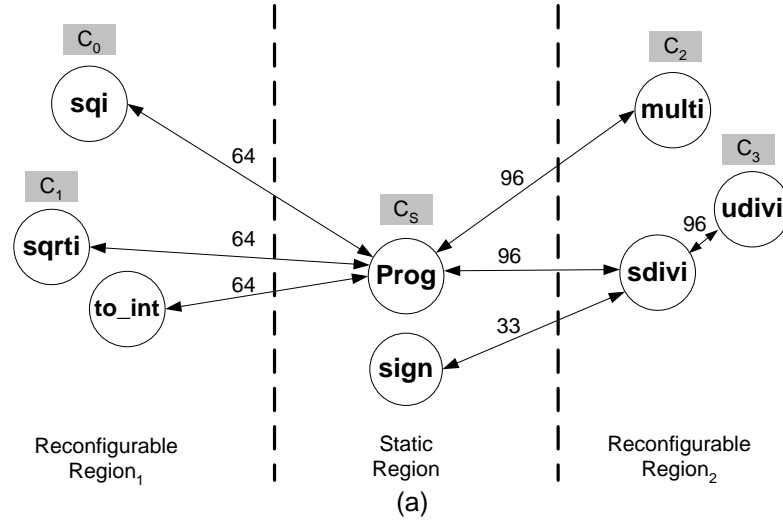 C0
sqi
C2
multi
C3
udivi
64
96
C1
sqrti
CS
64
Prog
96
96
sdivi
64
to_int
33
sign
Reconfigurable
Region1
Static
Region
Reconfigurable
Region2
(a)